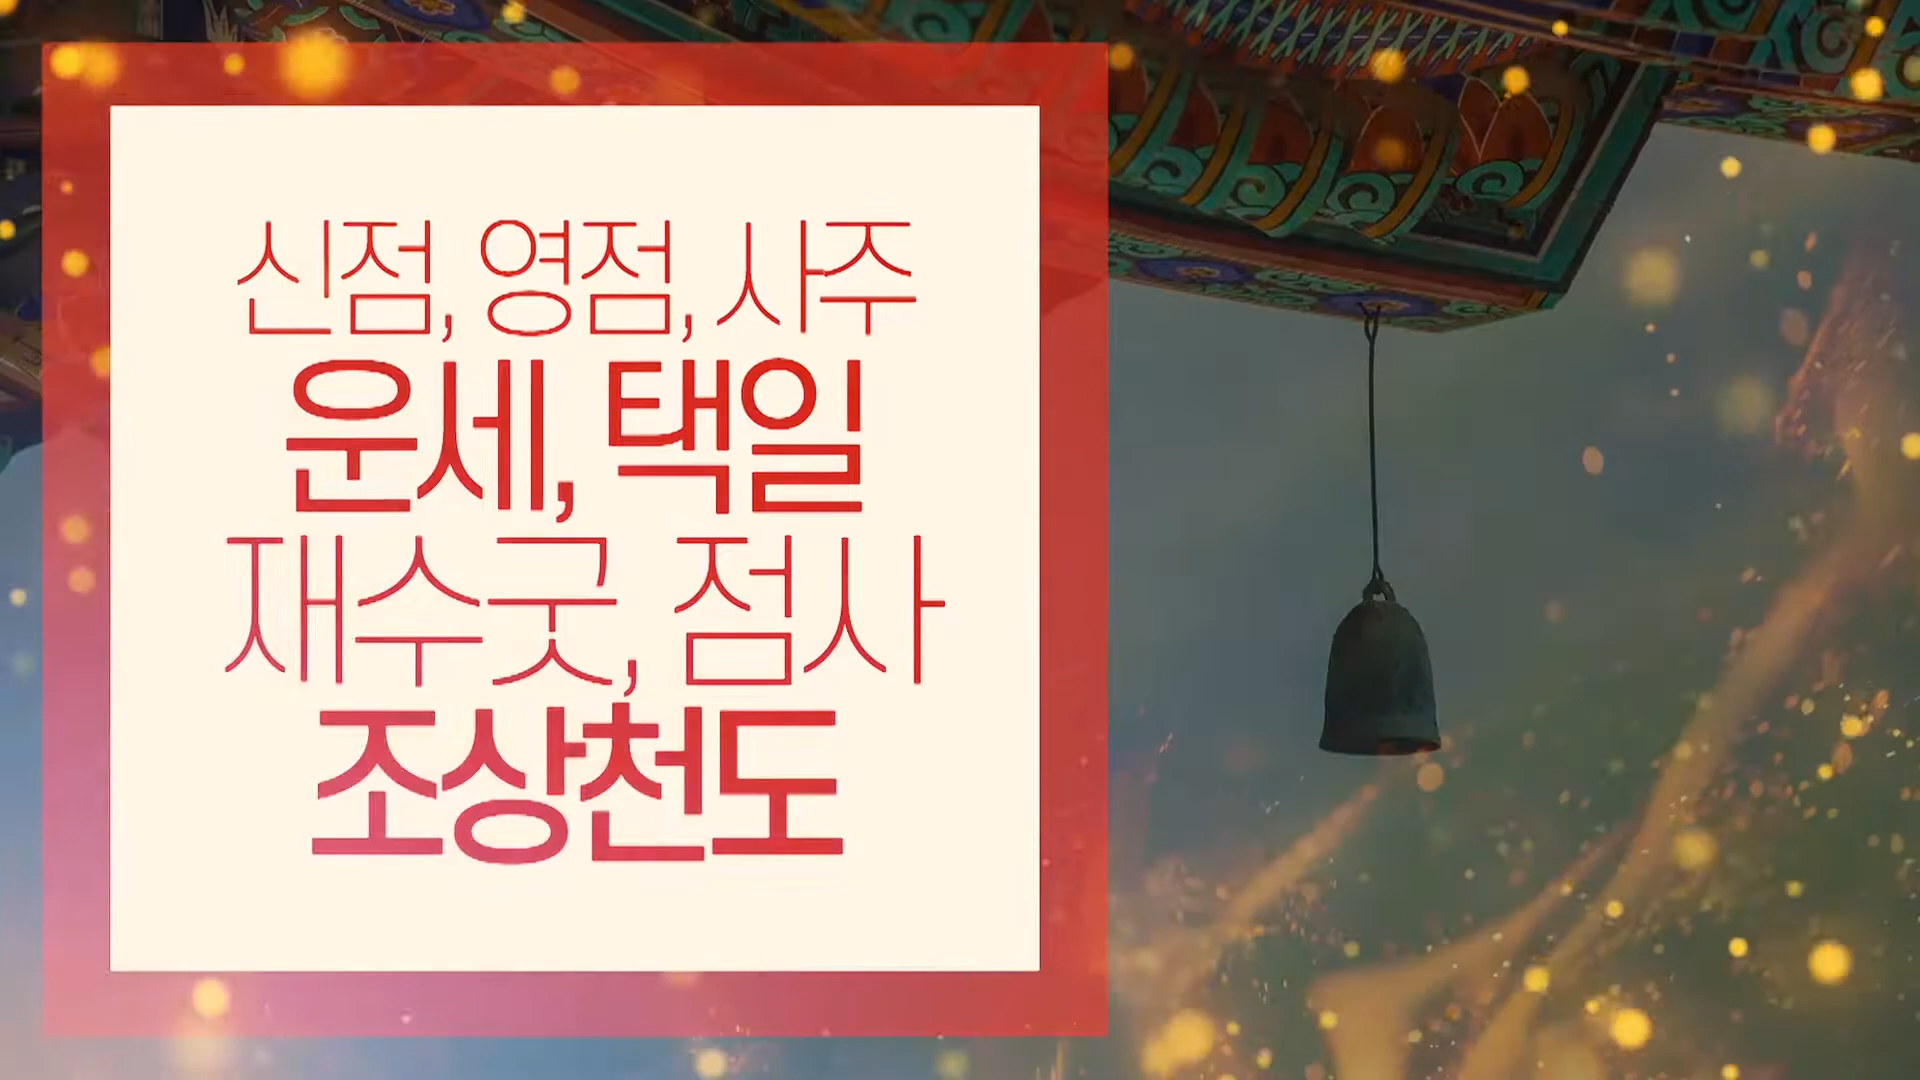 신점, 영점, 사주
운세, 택일
재수굿, 점사
조상천도